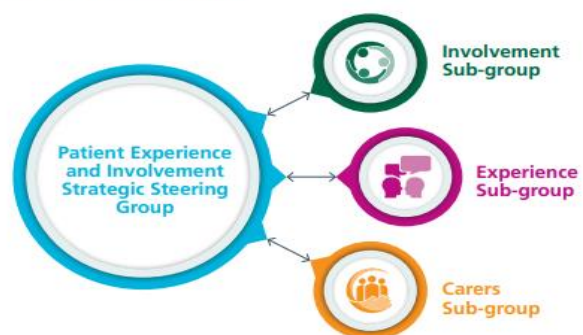 Patient Experience
and Involvement
Strategic Steering
Group
Involvement
Sub-group
Experience
Sub-group
Carers
Sub-group